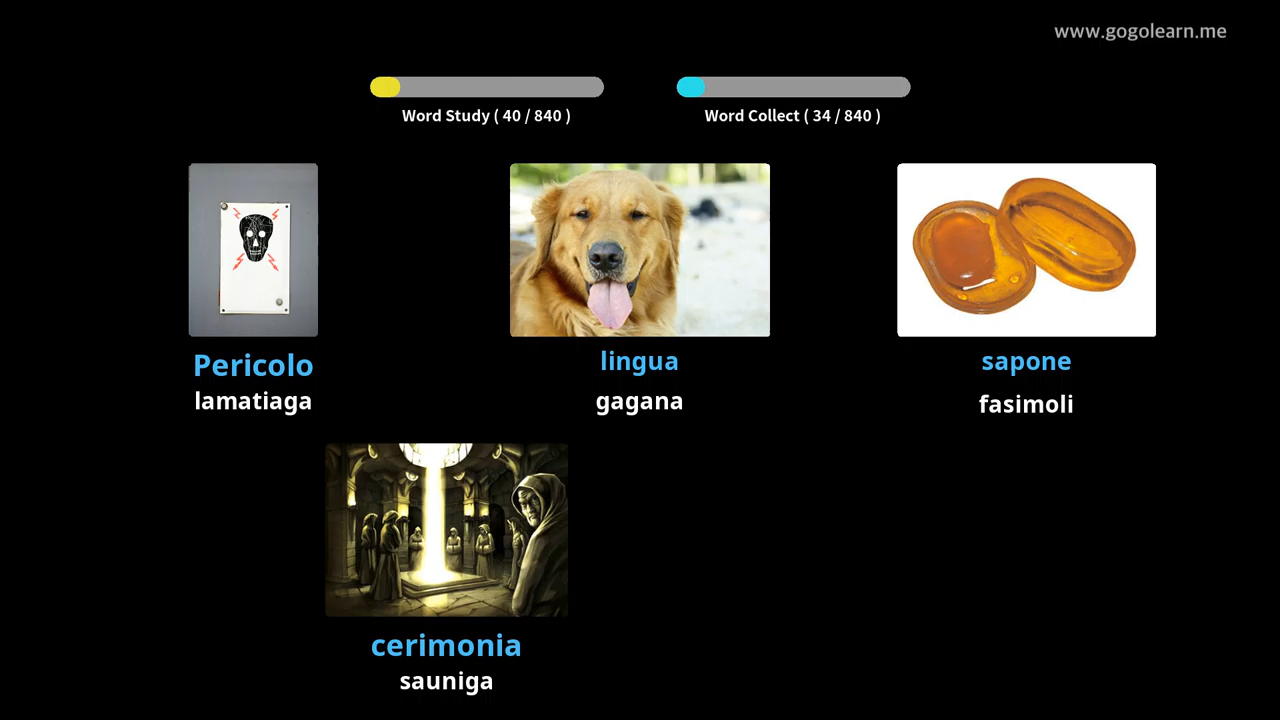 www.gogolearn.me
Word Study ( 40 / 840 )
Word Collect ( 34 / 840 )
Pericolo
lamatiaga
lingua
gagana
sapone
fasimoli
cerimonia
sauniga